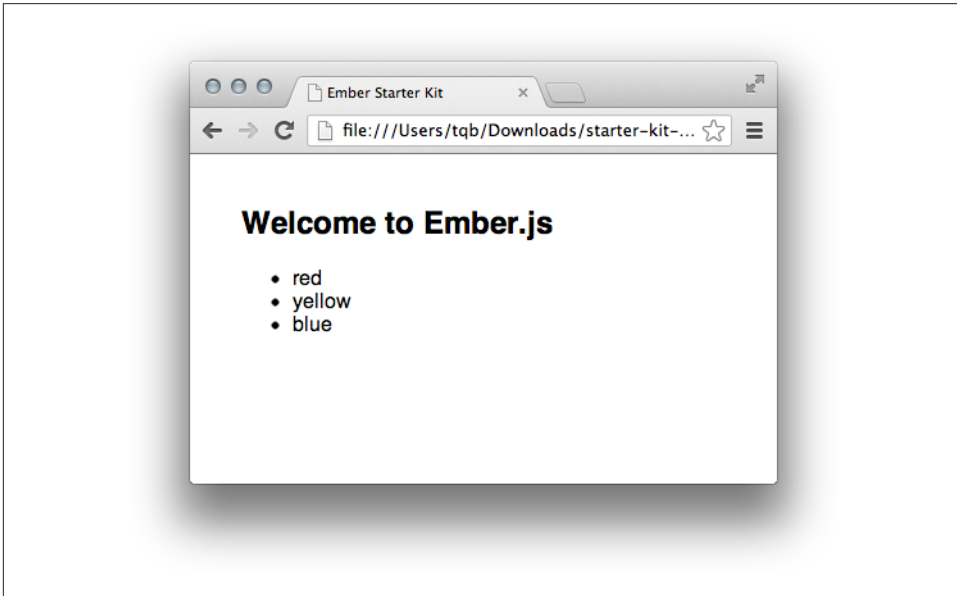 Ember Starter Kit
file:///Users/tqb/Downloads/starter-kit-...
Welcome to Ember.js
• red
• yellow
• blue